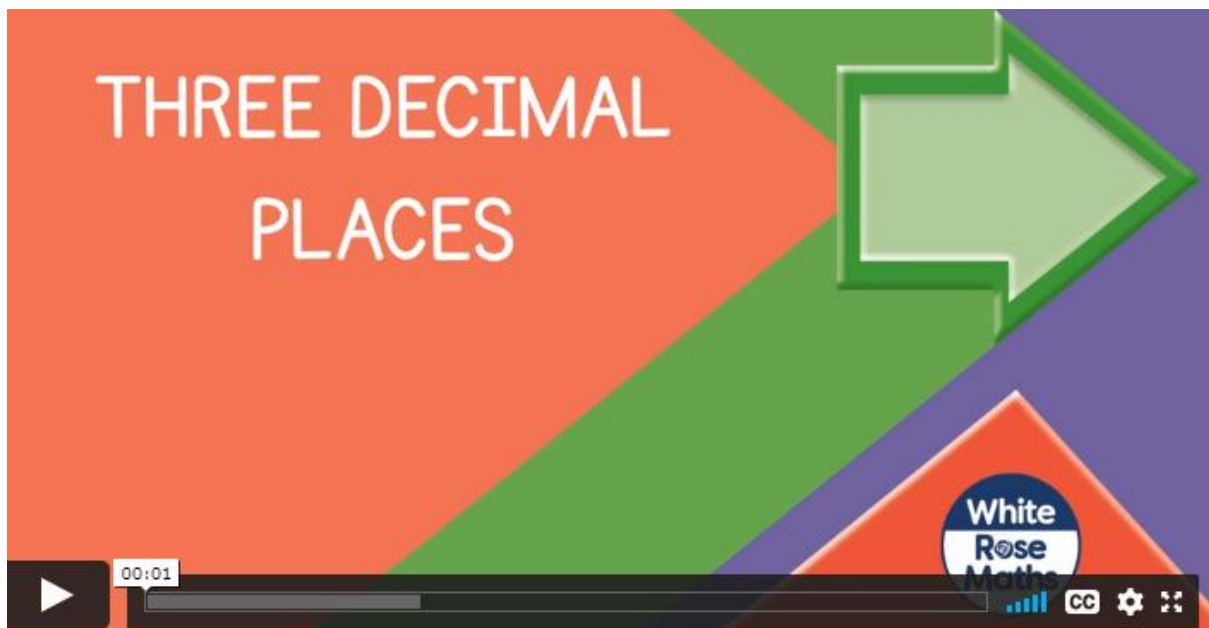 THREE DECIMAL
PLACES
White
Rose
Maths
00:01
CC